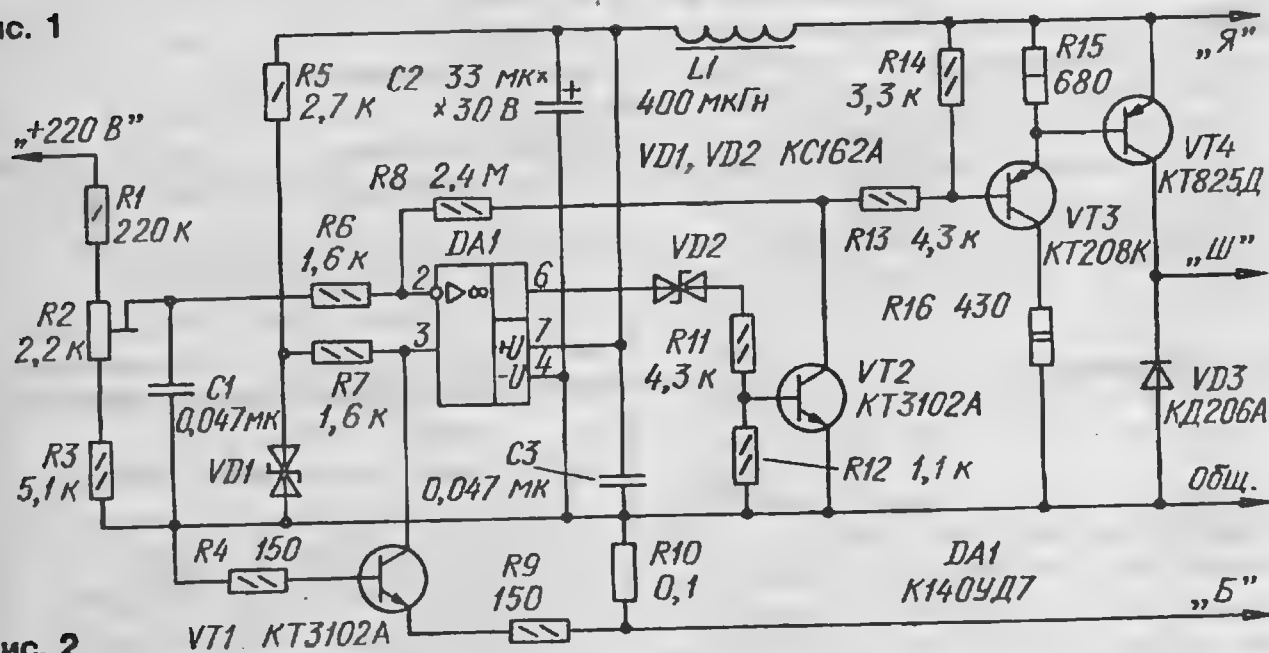 ис. 1
„+220 В"
R1
220 к
R2
2,2 к
R3
5,1 к
C1
0,047мк
R5
2,7 к
C2 33 мк×
×30 В
R8 2,4 М
R6
1,6 к
DA1
2
3
6
7
4
▷∞
+U
-U
R7
1,6 к
VD1
R4 150
VT1 КТ3102А
R9
150
C3
0,047 мк
R10
0,1
L1
400 мкГн
VD1, VD2 КС162А
VD2
R11
4,3 к
R12 1,1 к
VT2
КТ3102А
R13 4,3 к
R14
3,3 к
R15
680
VT3
КТ208К
R16 430
VT4
КТ825Д
VD3
КД206А
„Я"
„Ш"
Общ.
„Б"
DA1
К140УД7
ис. 2